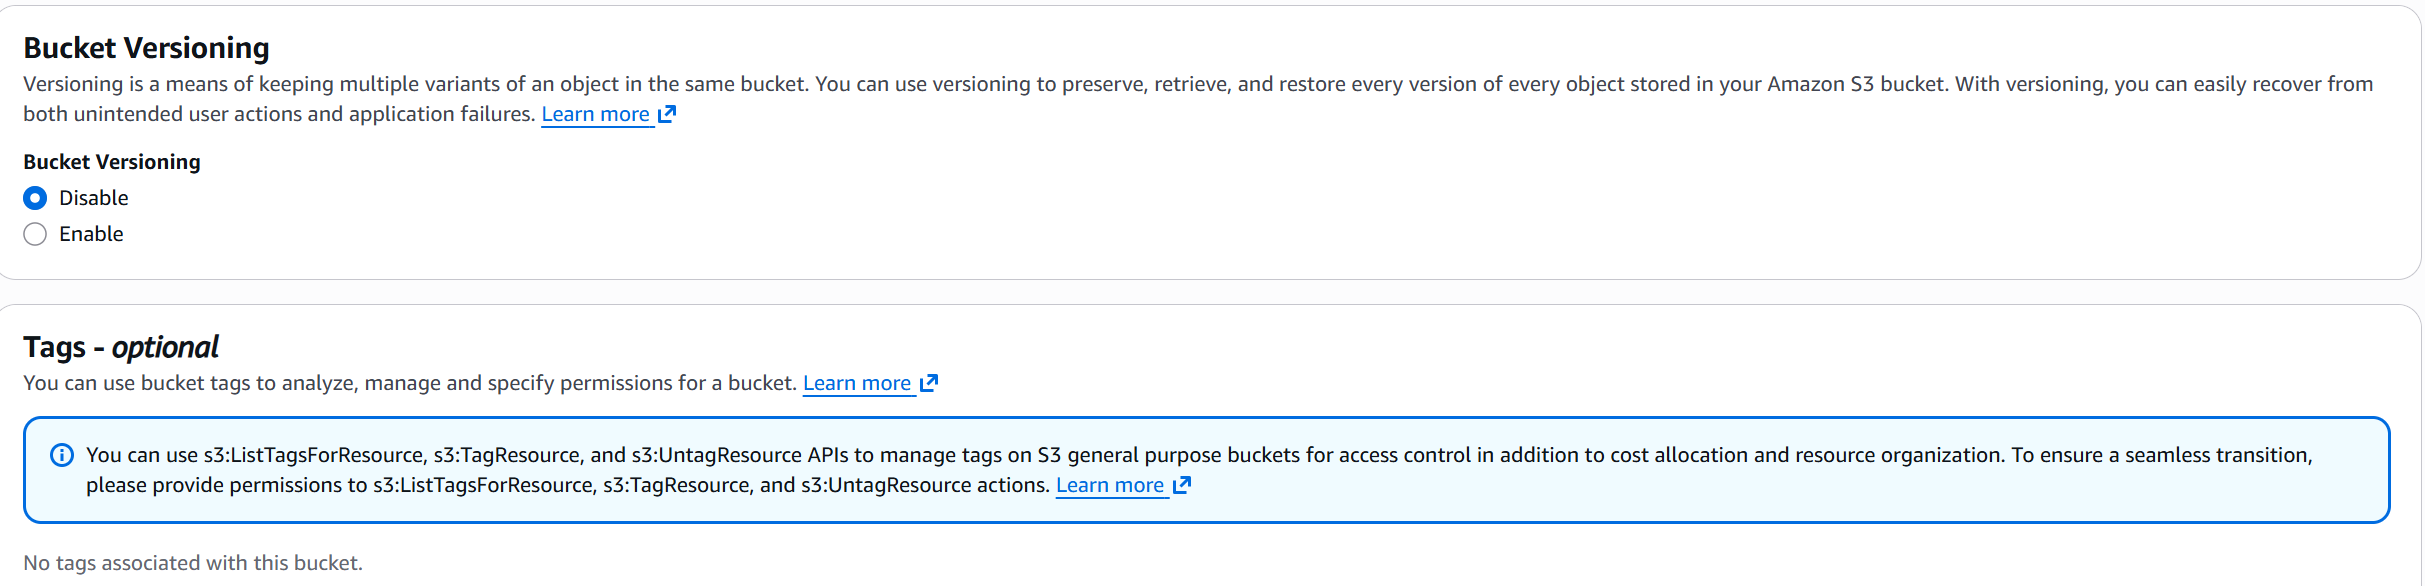 Bucket Versioning
Versioning is a means of keeping multiple variants of an object in the same bucket. You can use versioning to preserve, retrieve, and restore every version of every object stored in your Amazon S3 bucket. With versioning, you can easily recover from
both unintended user actions and application failures. Learn more
Bucket Versioning
Disable
Enable
Tags - optional
You can use bucket tags to analyze, manage and specify permissions for a bucket. Learn more
You can use s3:ListTagsForResource, s3:TagResource, and s3:UntagResource APIs to manage tags on S3 general purpose buckets for access control in addition to cost allocation and resource organization. To ensure a seamless transition,
please provide permissions to s3:ListTagsForResource, s3:TagResource, and s3:UntagResource actions. Learn more
No tags associated with this bucket.